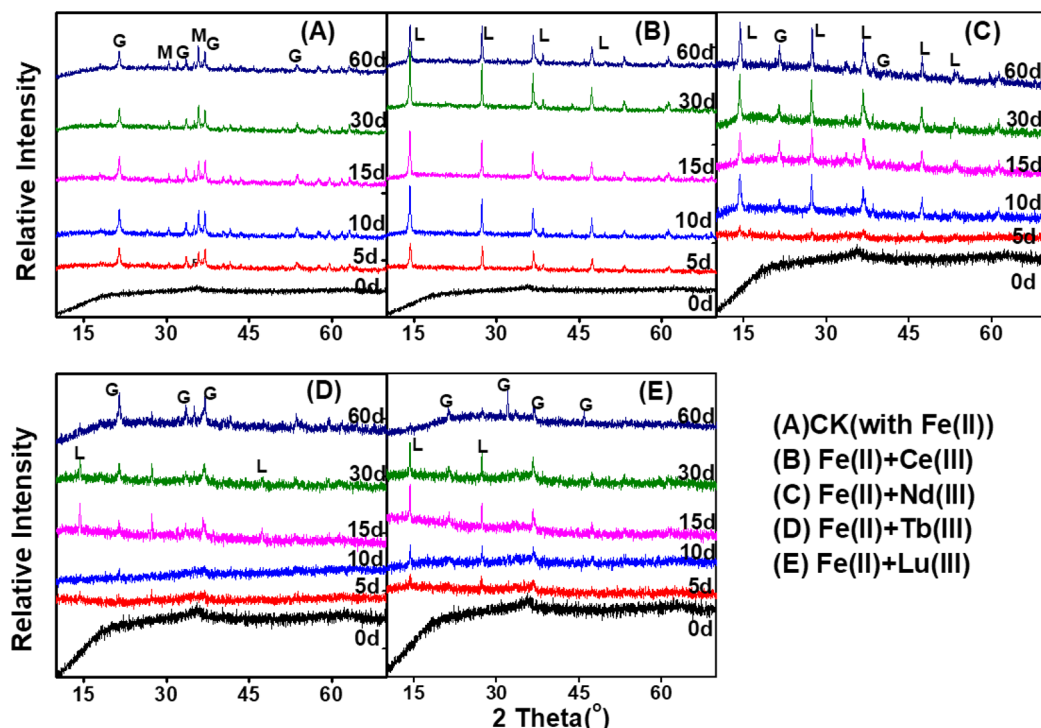 Relative Intensity
(A)
G
M
G
M
G
G
60d
30d
15d
10d
5d
0d
15
30
45
60
(B)
L
L
L
L
L
60d
30d
15d
10d
5d
0d
15
30
45
60
(C)
L
G
L
L
G
L
L
60d
30d
15d
10d
5d
0d
15
30
45
60
Relative Intensity
(D)
G
G
G
60d
L
L
30d
15d
10d
5d
0d
15
30
45
60
(E)
G
G
G
G
60d
L
L
30d
15d
10d
5d
0d
15
30
45
60
2 Theta(°)
(A)CK(with Fe(II))
(B) Fe(II)+Ce(III)
(C) Fe(II)+Nd(III)
(D) Fe(II)+Tb(III)
(E) Fe(II)+Lu(III)